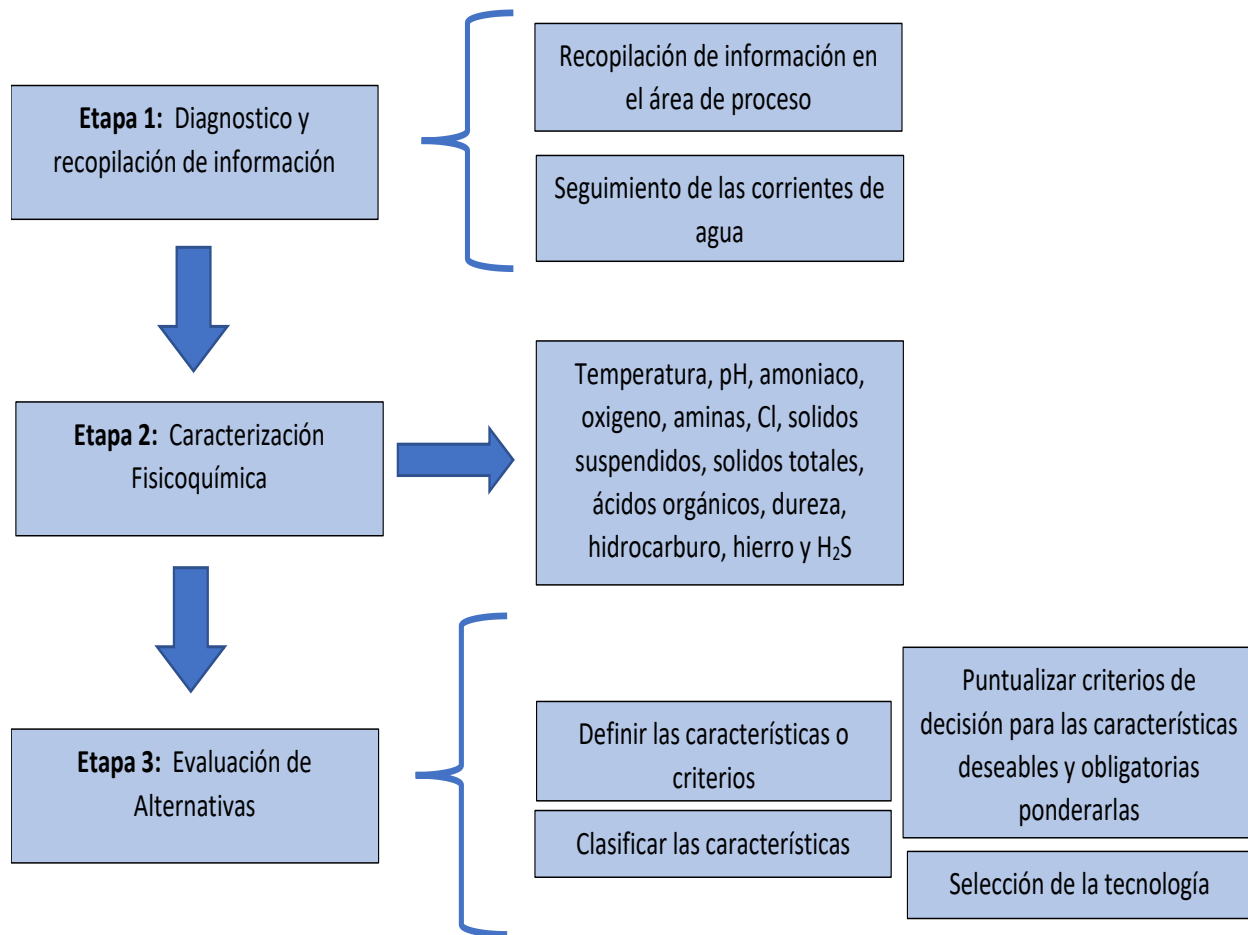 Etapa 1: Diagnostico y
recopilación de información
Recopilación de información en
el área de proceso
Seguimiento de las corrientes de
agua
Etapa 2: Caracterización
Fisicoquímica
Temperatura, pH, amoniaco,
oxigeno, aminas, Cl, solidos
suspendidos, solidos totales,
ácidos orgánicos, dureza,
hidrocarburo, hierro y H₂S
Etapa 3: Evaluación de
Alternativas
Definir las características o
criterios
Clasificar las características
Puntualizar criterios de
decisión para las características
deseables y obligatorias
ponderarlas
Selección de la tecnología